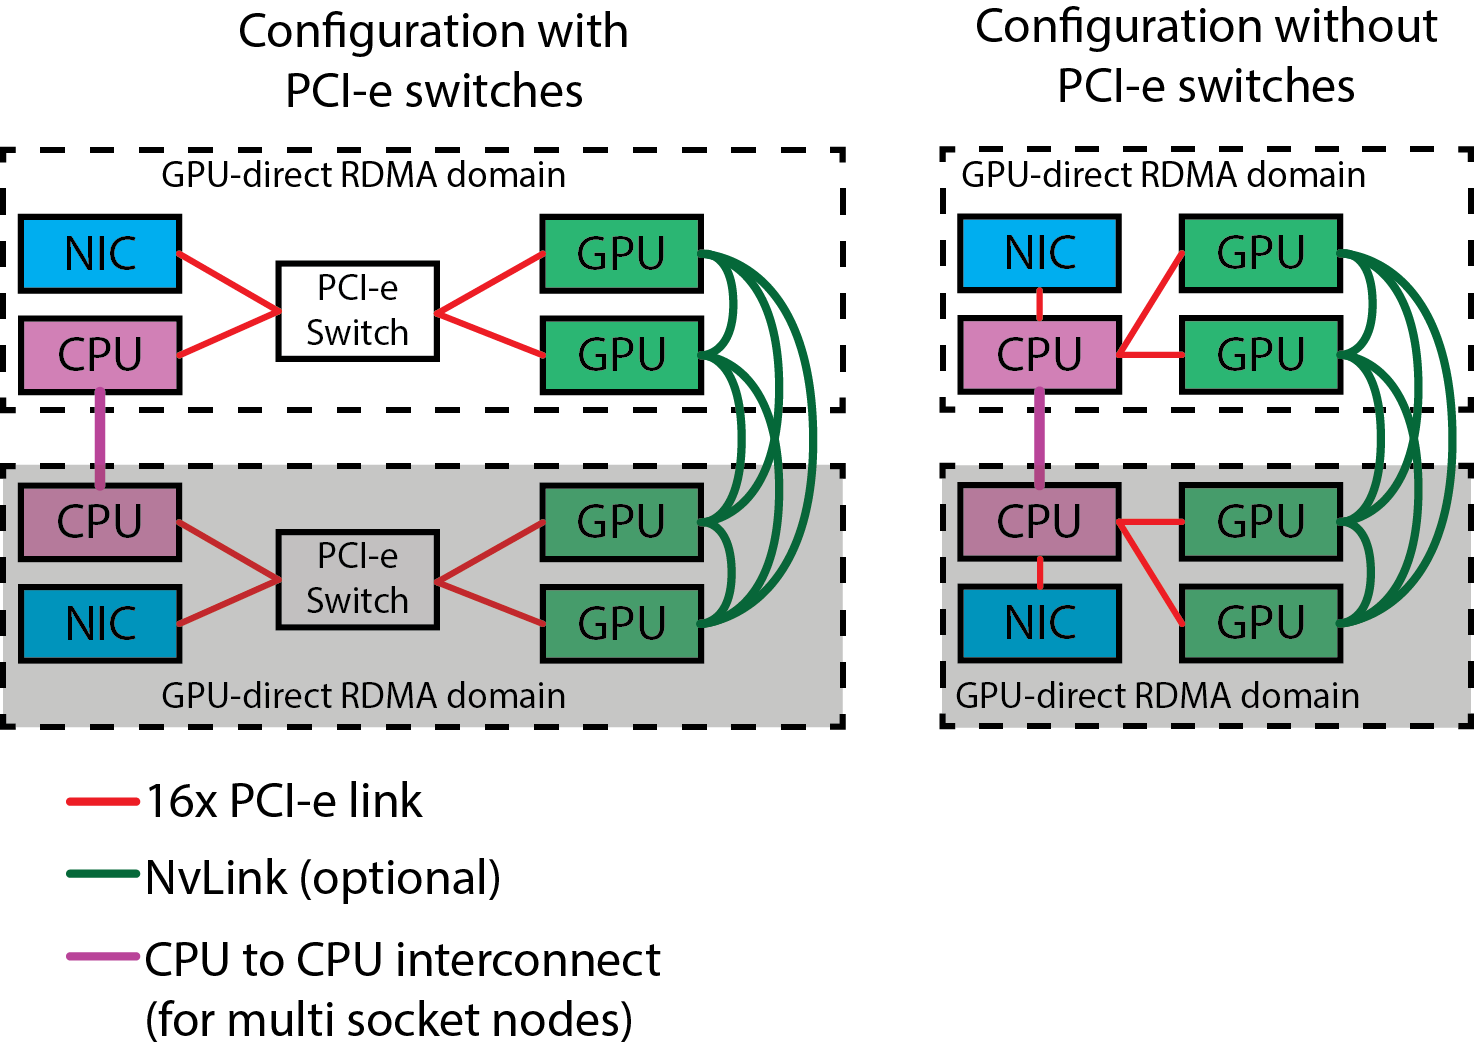 Configuration with
PCI-e switches
GPU-direct RDMA domain
NIC
GPU
PCI-e
Switch
CPU
GPU
CPU
GPU
PCI-e
Switch
NIC
GPU
GPU-direct RDMA domain
Configuration without
PCI-e switches
GPU-direct RDMA domain
NIC
GPU
CPU
GPU
CPU
GPU
NIC
GPU
GPU-direct RDMA domain
16x PCI-e link
NvLink (optional)
CPU to CPU interconnect
(for multi socket nodes)